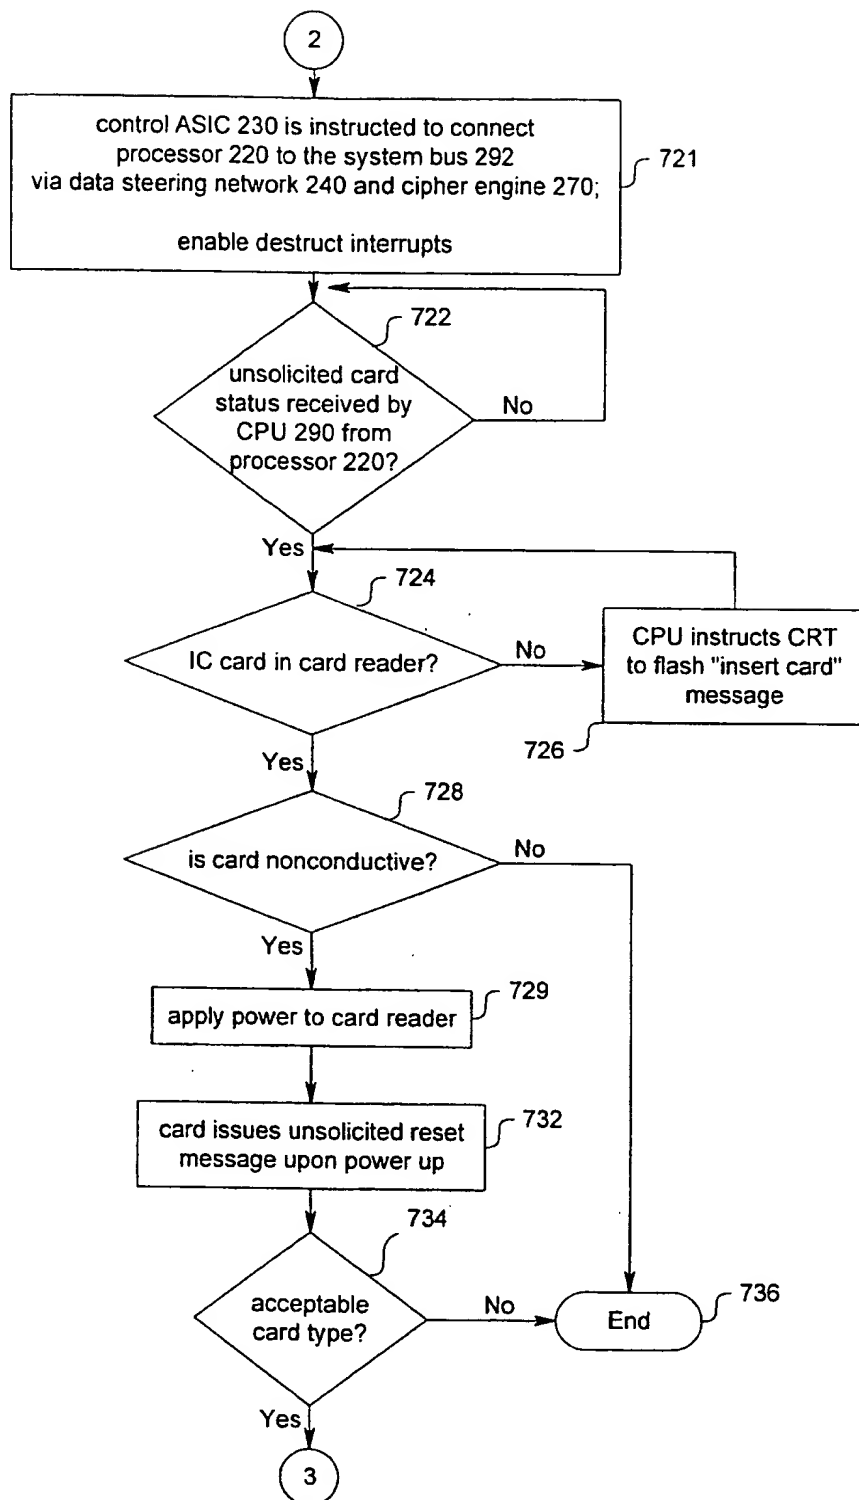 2
control ASIC 230 is instructed to connect
processor 220 to the system bus 292
via data steering network 240 and cipher engine 270;
enable destruct interrupts
721
722
unsolicited card
status received by
CPU 290 from
processor 220?
No
Yes
724
IC card in card reader?
No
CPU instructs CRT
to flash "insert card"
message
726
Yes
728
is card nonconductive?
No
Yes
729
apply power to card reader
732
card issues unsolicited reset
message upon power up
734
acceptable
card type?
No
End
736
Yes
3